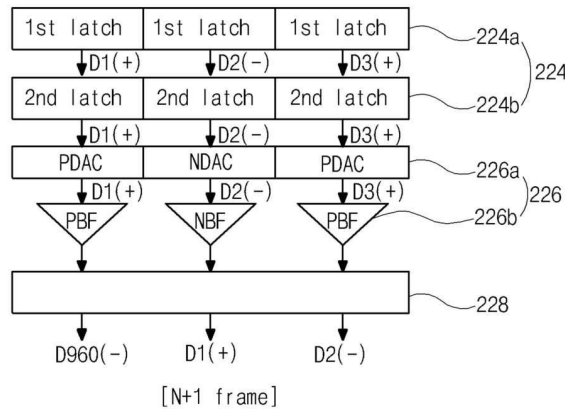 1st latch 1st latch 1st latch 224a
D1(+) D2(-) D3(+) 224
2nd latch 2nd latch 2nd latch 224b
D1(+) D2(-) D3(+)
PDAC NDAC PDAC 226a
D1(+) D2(-) D3(+) 226
PBF NBF PBF 226b
228
D960(-) D1(+) D2(-)
[N+1 frame]